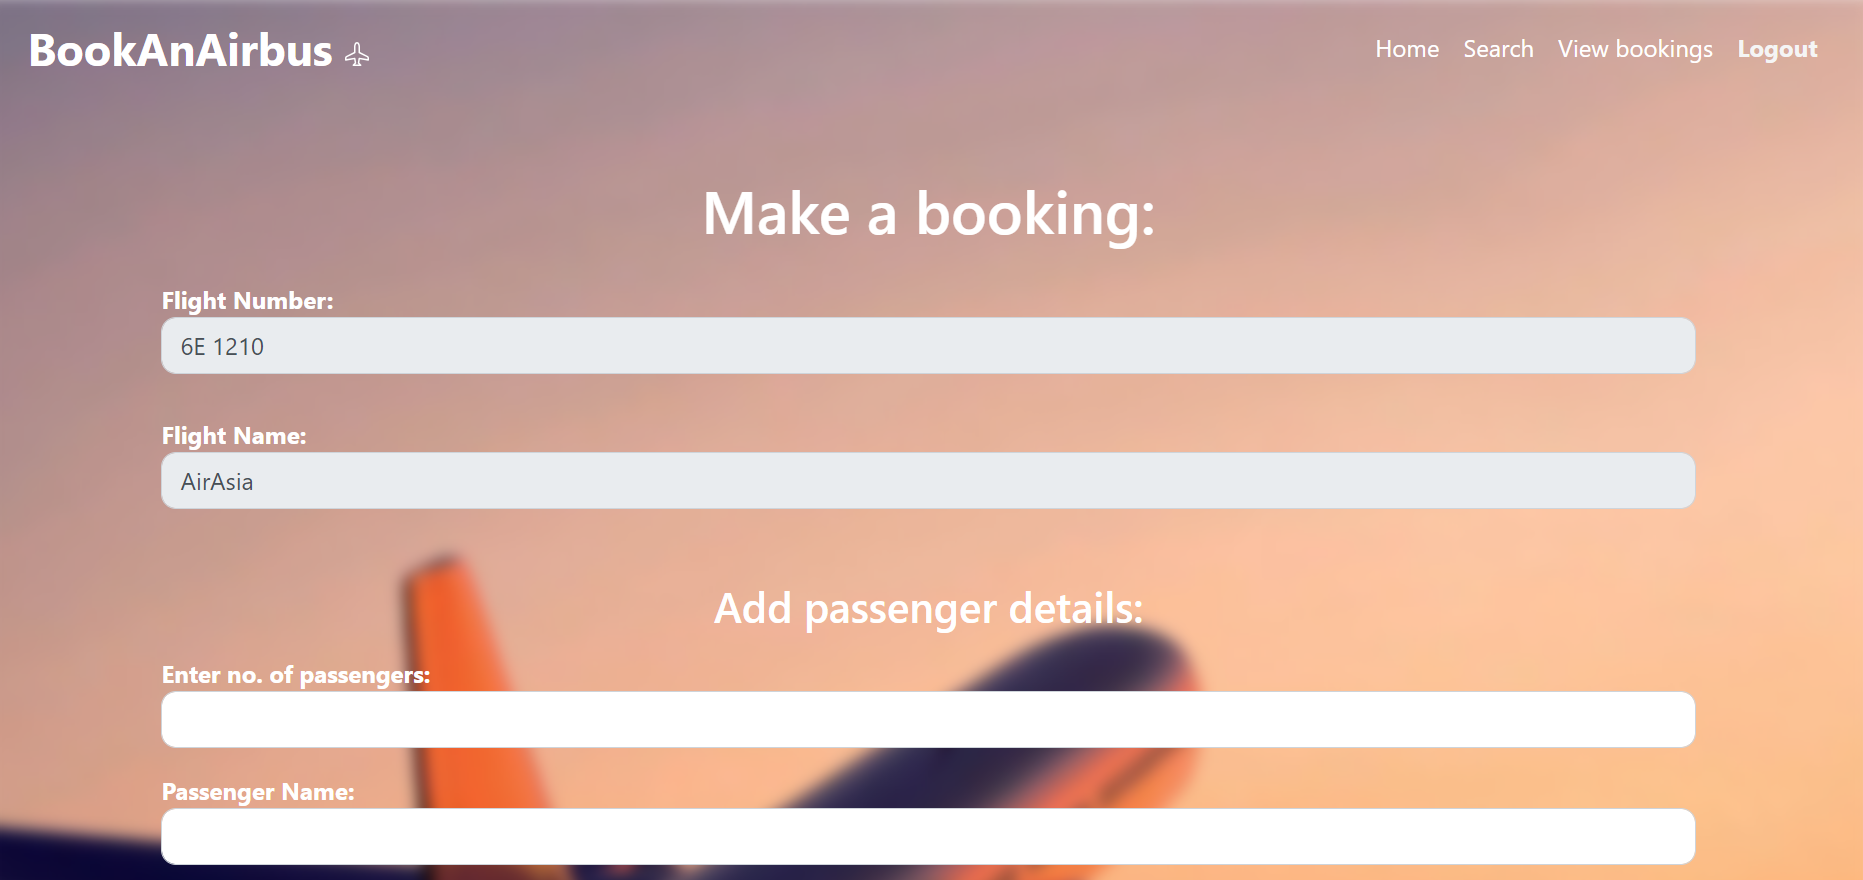 BookAnAirbus
Home Search View bookings Logout
Make a booking:
Flight Number:
6E 1210
Flight Name:
AirAsia
Add passenger details:
Enter no. of passengers:
Passenger Name: